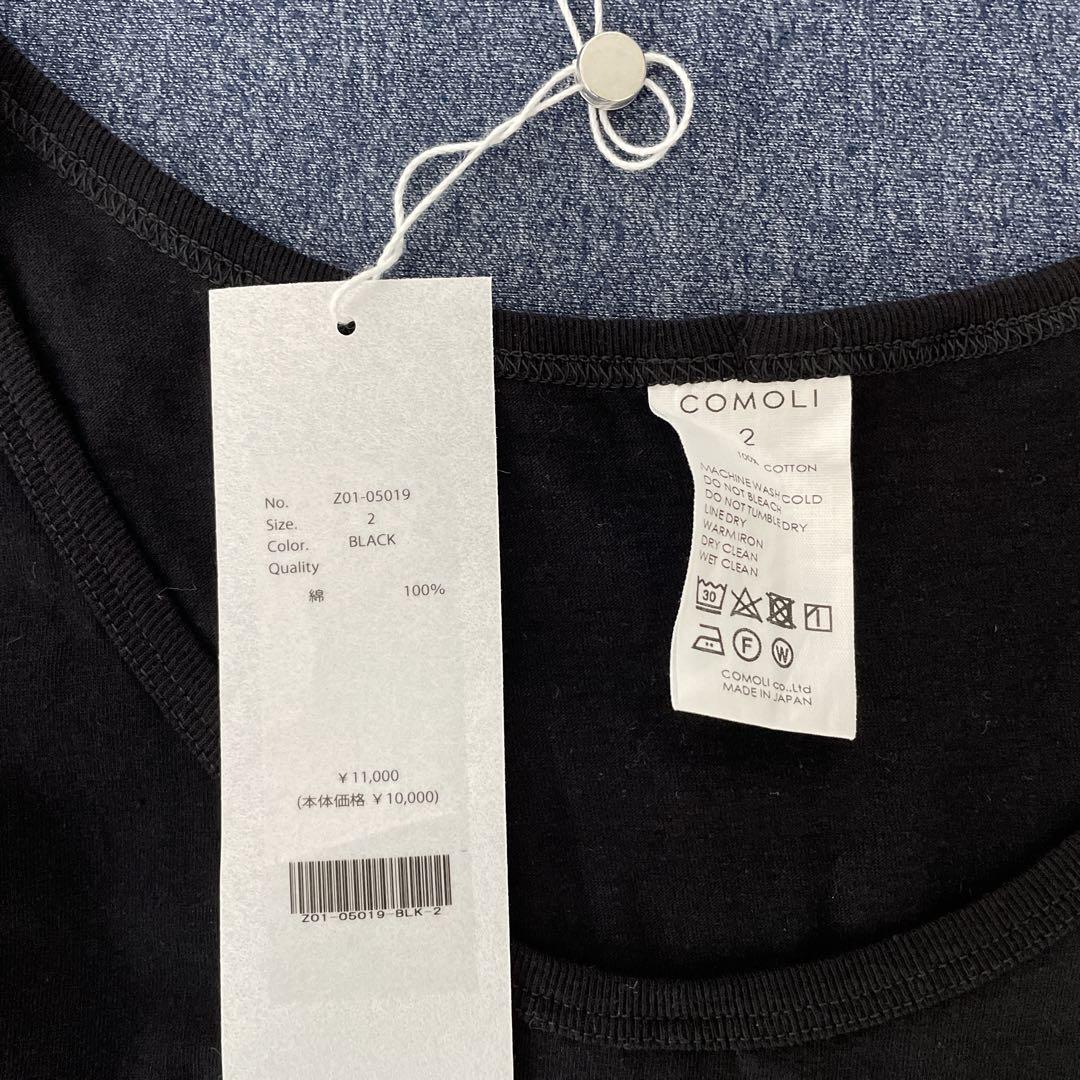 No. Z01-05019
Size. 2
Color. BLACK
Quality
綿 100%
¥11,000
(本体価格 ¥10,000)
Z01-05019-BLK-2
COMOLI
2
100% COTTON
MACHINE WASH COLD
DO NOT BLEACH
DO NOT TUMBLE DRY
LINE DRY
WARM IRON
DRY CLEAN
WET CLEAN
30
F W
COMOLI co.,Ltd
MADE IN JAPAN